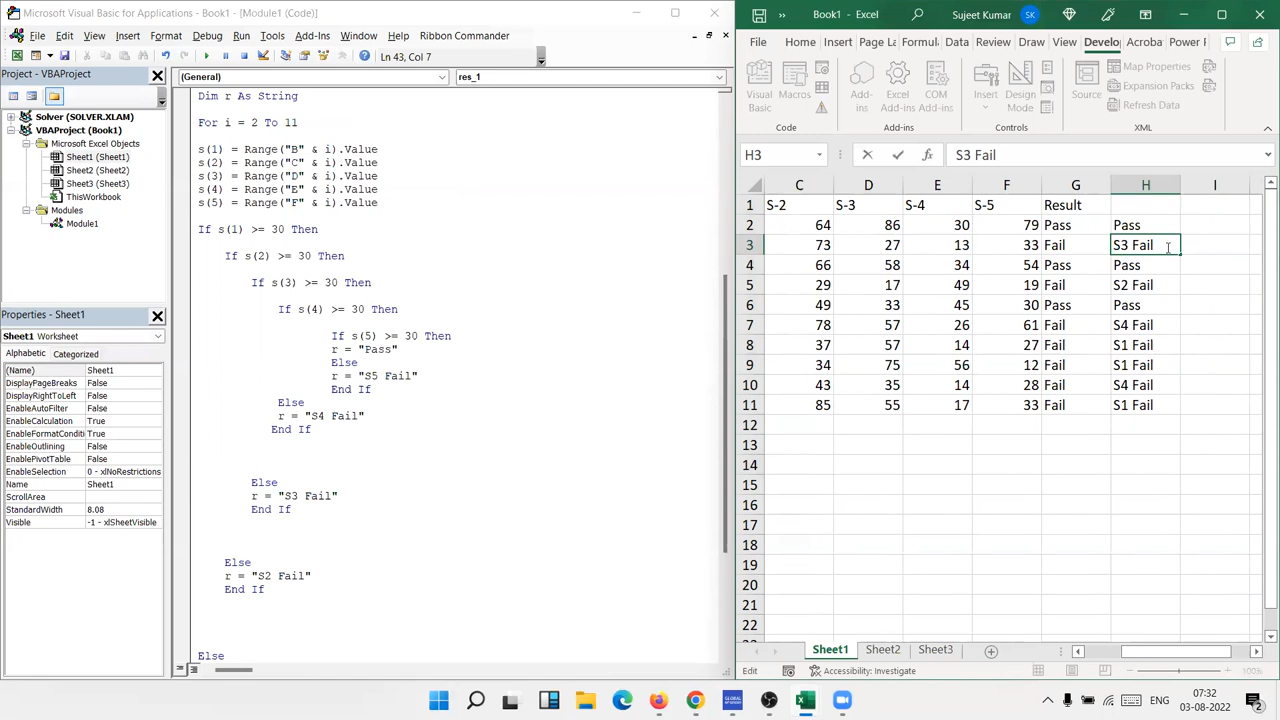 Microsoft Visual Basic for Applications - Book1 - [Module1 (Code)]
File Edit View Insert Format Debug Run Tools Add-Ins Window Help
Ribbon Commander
Ln 43, Col 7
Project - VBAProject
Solver (SOLVER.XLAM)
VBAProject (Book1)
Microsoft Excel Objects
Sheet1 (Sheet1)
Sheet2 (Sheet2)
Sheet3 (Sheet3)
ThisWorkbook
Modules
Module1
Properties - Sheet1
Sheet1 Worksheet
Alphabetic Categorized
(Name) Sheet1
DisplayPageBreaks False
DisplayRightToLeft False
EnableAutoFilter False
EnableCalculation True
EnableFormatConditi True
EnableOutlining False
EnablePivotTable False
EnableSelection 0 - xlNoRestrictions
Name Sheet1
ScrollArea
StandardWidth 8.08
Visible -1 - xlSheetVisible
(General)
res_1
Dim r As String
For i = 2 To 11
s(1) = Range("B" & i).Value
s(2) = Range("C" & i).Value
s(3) = Range("D" & i).Value
s(4) = Range("E" & i).Value
s(5) = Range("F" & i).Value
If s(1) >= 30 Then
If s(2) >= 30 Then
If s(3) >= 30 Then
If s(4) >= 30 Then
If s(5) >= 30 Then
r = "Pass"
Else
r = "S5 Fail"
End If
Else
r = "S4 Fail"
End If
Else
r = "S3 Fail"
End If
Else
r = "S2 Fail"
End If
Else
Book1 - Excel
Sujeet Kumar SK
File Home Insert Page La Formula Data Review Draw View Develo Acroba Power F
Visual Basic
Macros
Code
Add-ins
Excel Add-ins
COM Add-ins
Add-ins
Insert
Design Mode
Controls
Source
Map Properties
Expansion Packs
Refresh Data
XML
H3 fx S3 Fail
C D E F G H I
1 S-2 S-3 S-4 S-5 Result
2 64 86 30 79 Pass Pass
3 73 27 13 33 Fail S3 Fail
4 66 58 34 54 Pass Pass
5 29 17 49 19 Fail S2 Fail
6 49 33 45 30 Pass Pass
7 78 57 26 61 Fail S4 Fail
8 37 57 14 27 Fail S1 Fail
9 34 75 56 12 Fail S1 Fail
10 43 35 14 28 Fail S4 Fail
11 85 55 17 33 Fail S1 Fail
12
13
14
15
16
17
18
19
20
21
22
Sheet1 Sheet2 Sheet3
Edit Accessibility: Investigate 100%
ENG
07:32
03-08-2022
2